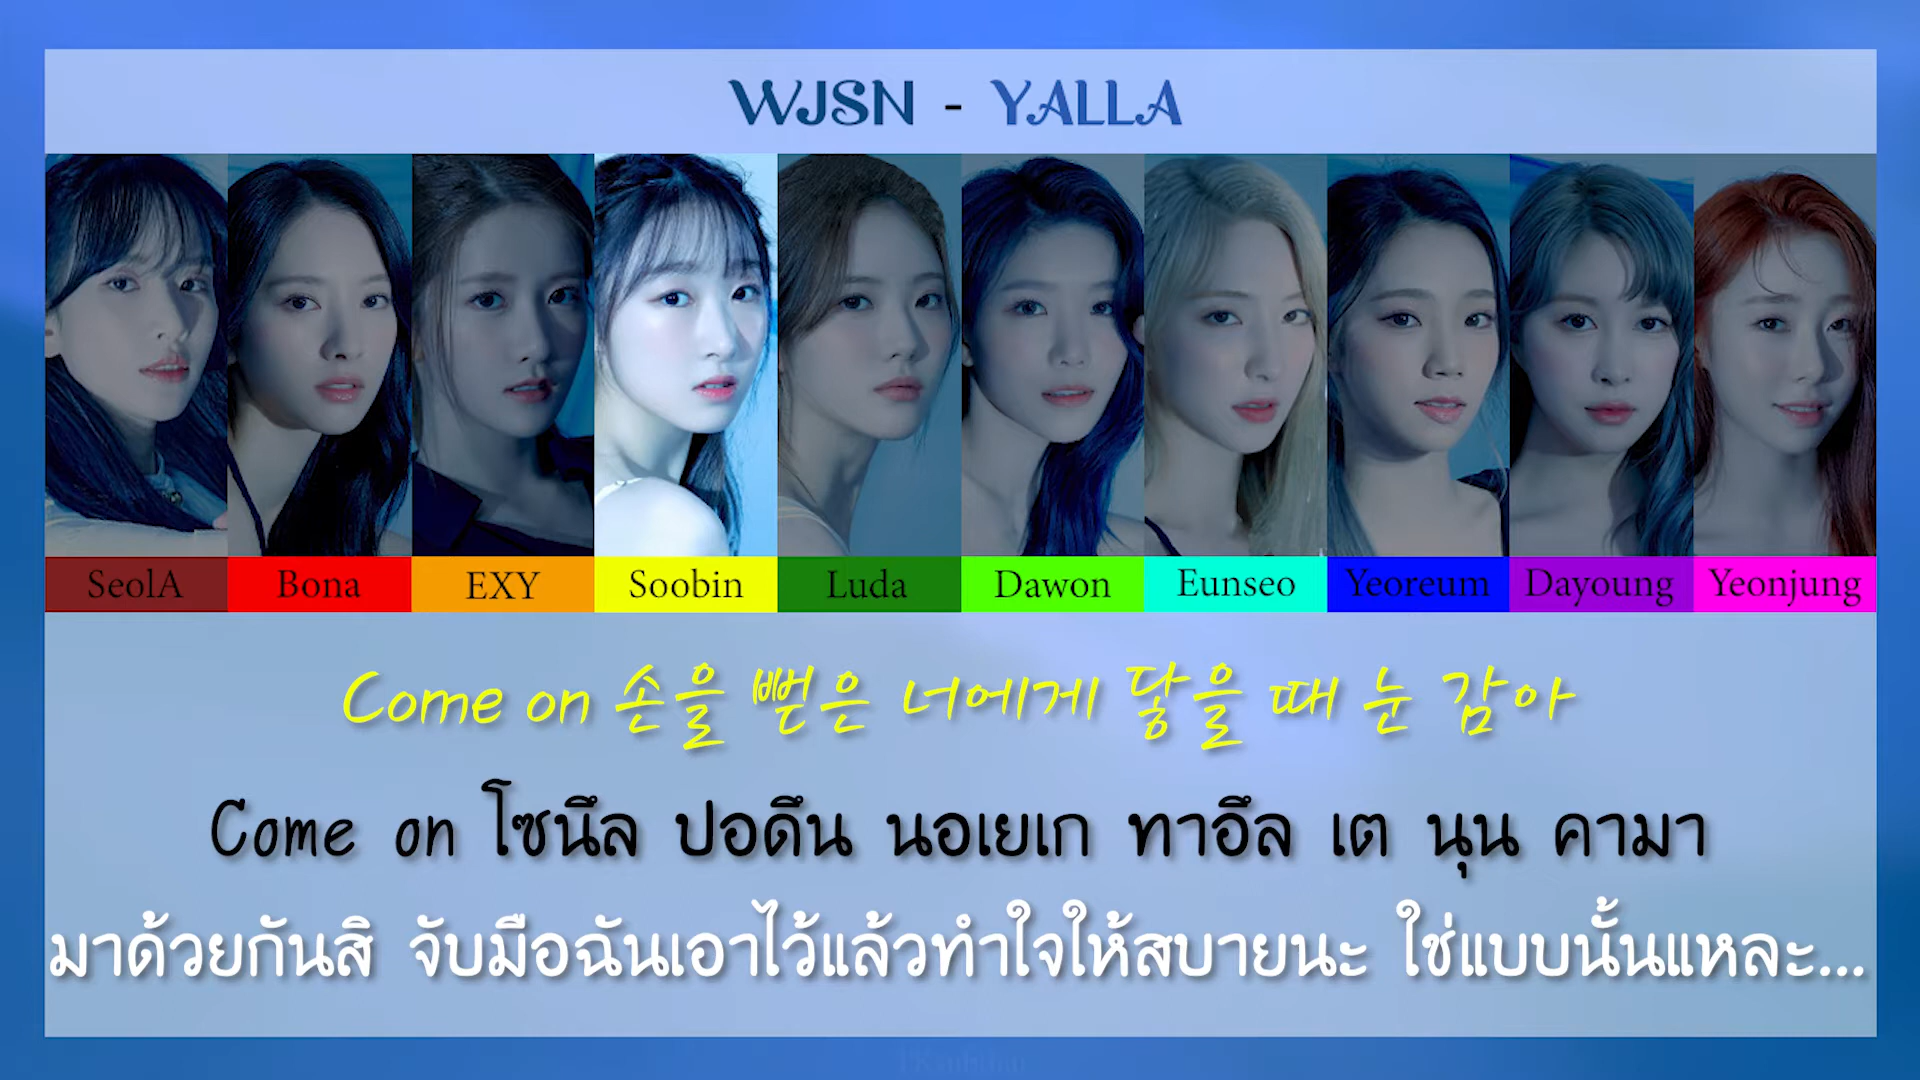 WJSN - YALLA
SeolA Bona EXY Soobin Luda Dawon Eunseo Yeoreum Dayoung Yeonjung
Come on 손을 뻗은 너에게 닿을 때 눈 감아
Come on โซนึล ปอดึน นอเยเก ทาอึล เต นุน คามา
มาด้วยกันสิ จับมือฉันเอาไว้แล้วทำใจให้สบายนะ ใช่แบบนั้นแหละ...